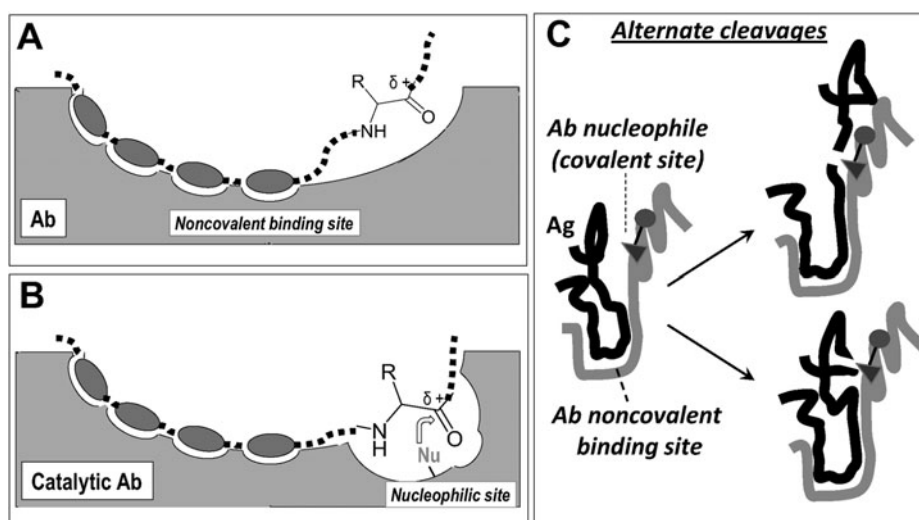 A
R
δ +
O
NH
Ab
Noncovalent binding site
B
R
δ +
N
H
O
Nu
Catalytic Ab
Nucleophilic site
C
Alternate cleavages
Ab nucleophile
(covalent site)
Ag
Ab noncovalent
binding site